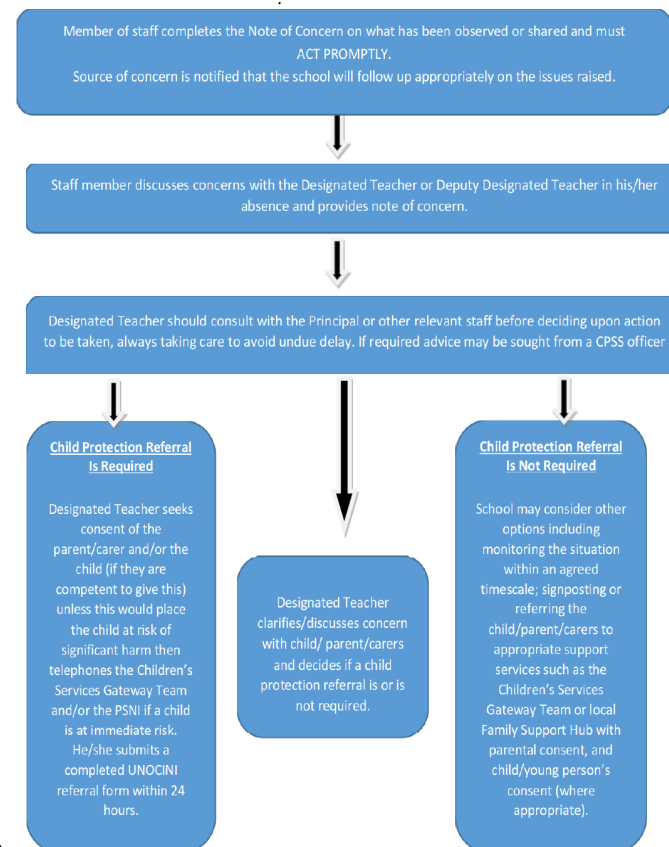 Member of staff completes the Note of Concern on what has been observed or shared and must
ACT PROMPTLY.
Source of concern is notified that the school will follow up appropriately on the issues raised.
Staff member discusses concerns with the Designated Teacher or Deputy Designated Teacher in his/her
absence and provides note of concern.
Designated Teacher should consult with the Principal or other relevant staff before deciding upon action
to be taken, always taking care to avoid undue delay. If required advice may be sought from a CPSS officer
Child Protection Referral
Is Required
Designated Teacher seeks
consent of the
parent/carer and/or the
child (if they are
competent to give this)
unless this would place
the child at risk of
significant harm then
telephones the Children’s
Services Gateway Team
and/or the PSNI if a child
is at immediate risk.
He/she submits a
completed UNOCINI
referral form within 24
hours.
Designated Teacher
clarifies/discusses concern
with child/ parent/carers
and decides if a child
protection referral is or is
not required.
Child Protection Referral
Is Not Required
School may consider other
options including
monitoring the situation
within an agreed
timescale; signposting or
referring the
child/parent/carers to
appropriate support
services such as the
Children’s Services
Gateway Team or local
Family Support Hub with
parental consent, and
child/young person’s
consent (where
appropriate).